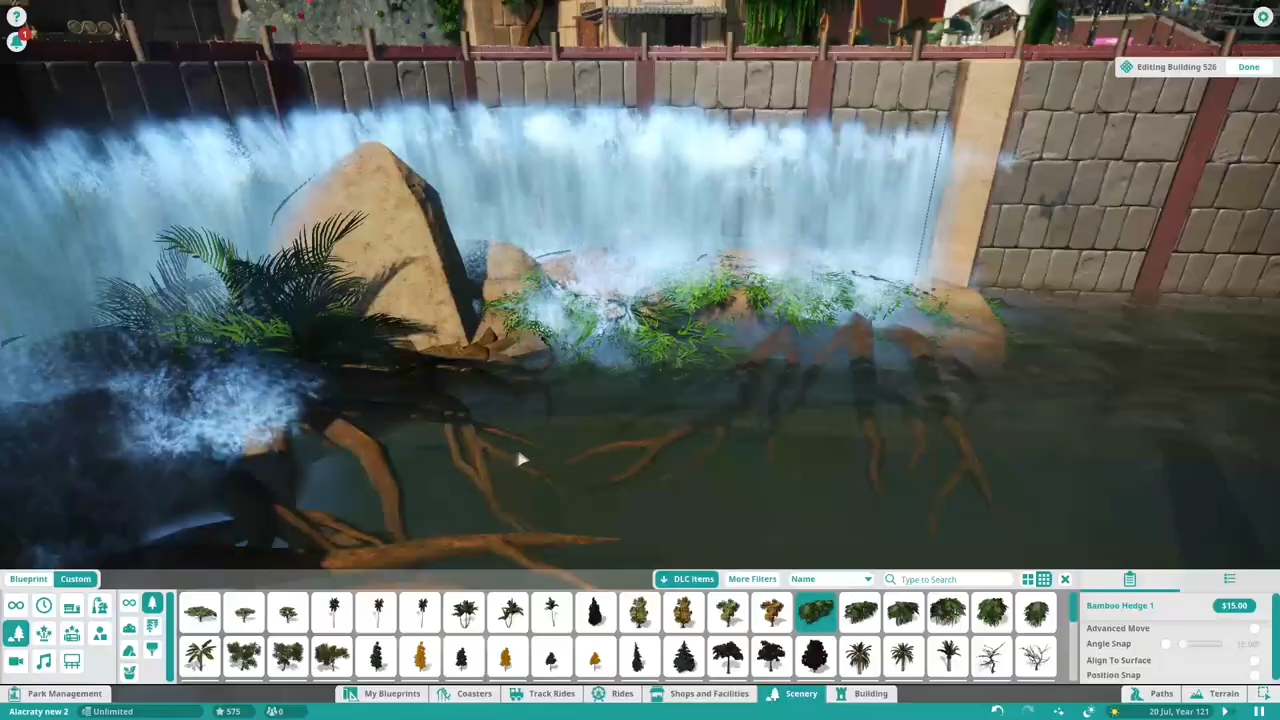 ?
1
Editing Building 526 Done
Blueprint Custom DLC Items More Filters Name Type to Search
Bamboo Hedge 1 $15.00
Advanced Move
Angle Snap
Align To Surface
Position Snap
Park Management My Blueprints Coasters Track Rides Rides Shops and Facilities Scenery Building Paths Terrain
Alacraty new 2 Unlimited 575 0 20 Jul, Year 121